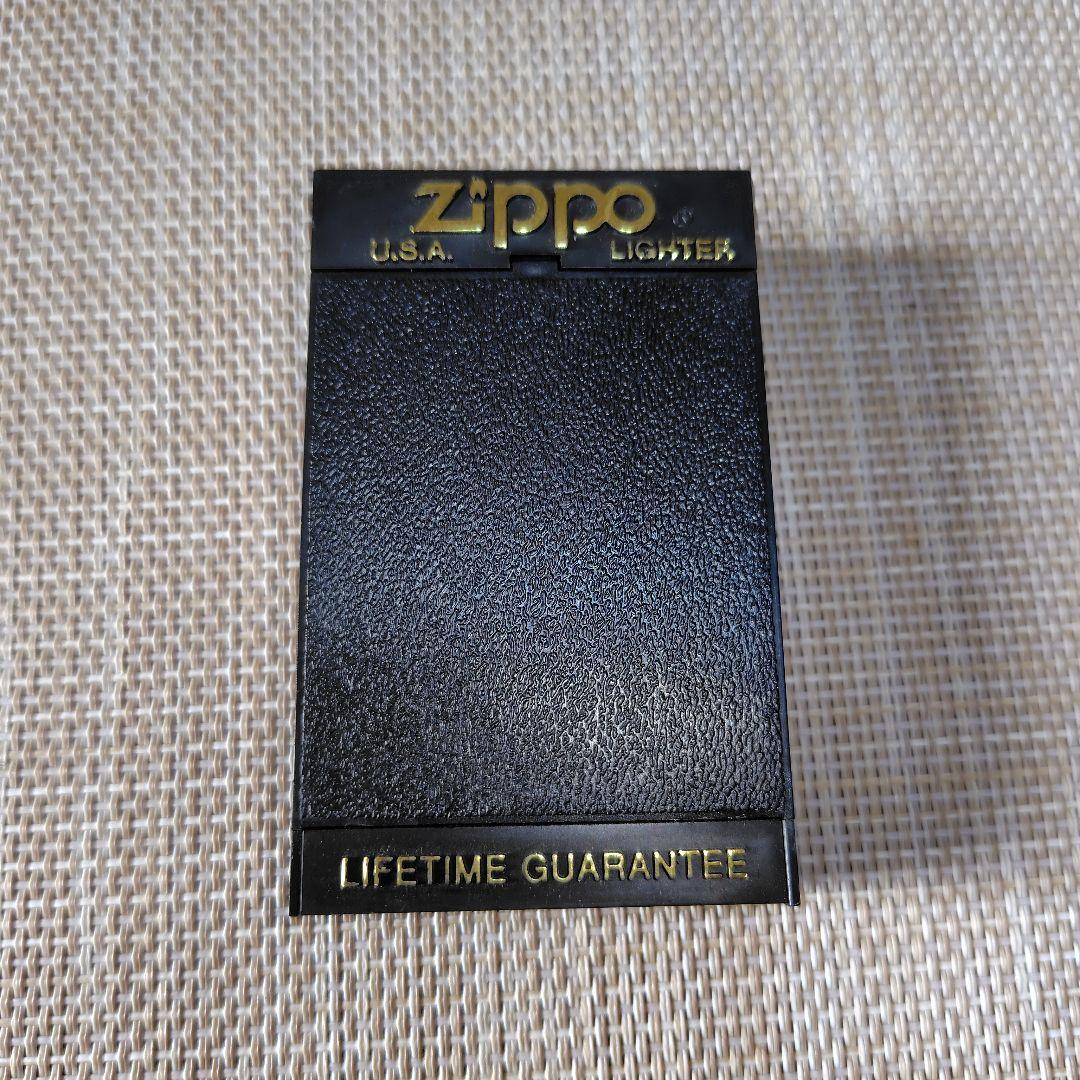 Zippo ®
U.S.A. LIGHTER
LIFETIME GUARANTEE